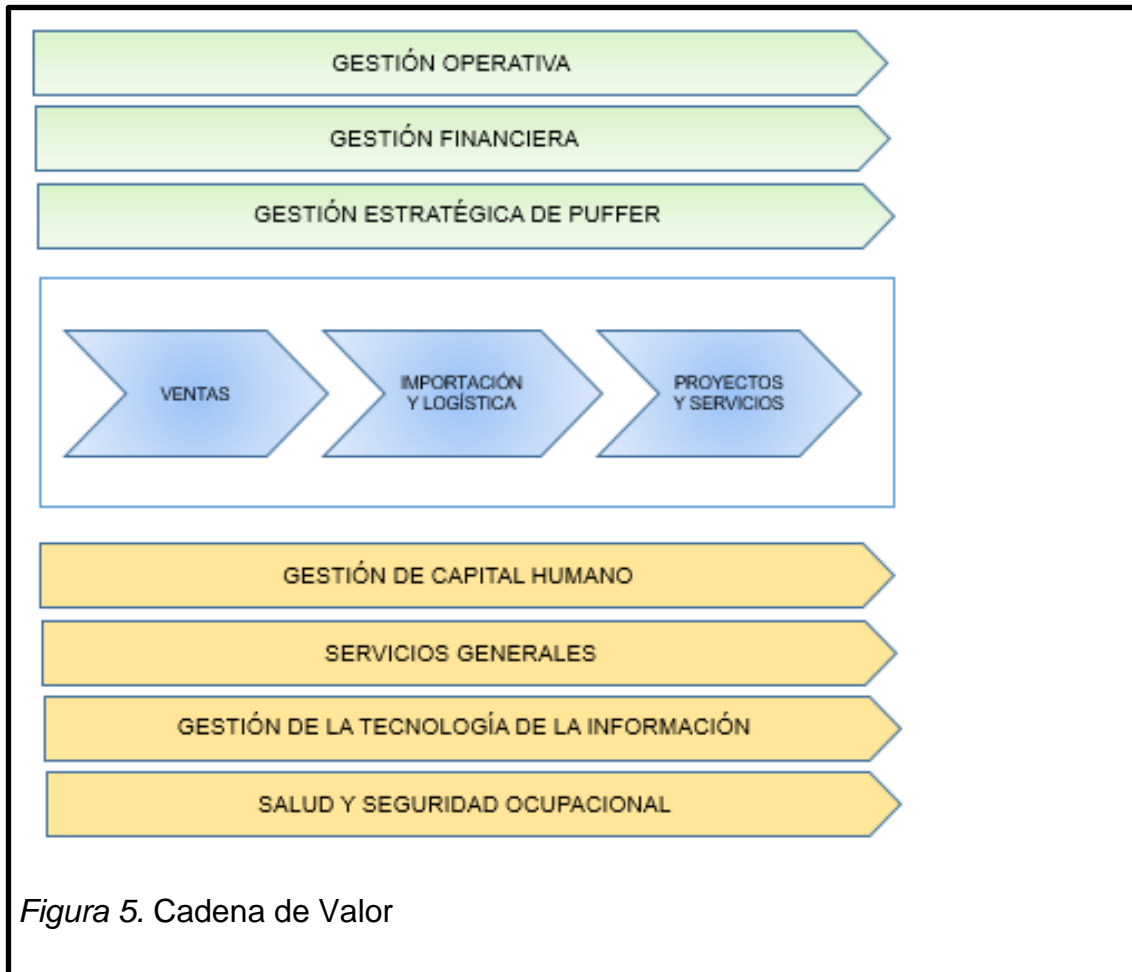 GESTIÓN OPERATIVA
GESTIÓN FINANCIERA
GESTIÓN ESTRATÉGICA DE PUFFER
VENTAS
IMPORTACIÓN
Y LOGÍSTICA
PROYECTOS
Y SERVICIOS
GESTIÓN DE CAPITAL HUMANO
SERVICIOS GENERALES
GESTIÓN DE LA TECNOLOGÍA DE LA INFORMACIÓN
SALUD Y SEGURIDAD OCUPACIONAL
Figura 5. Cadena de Valor